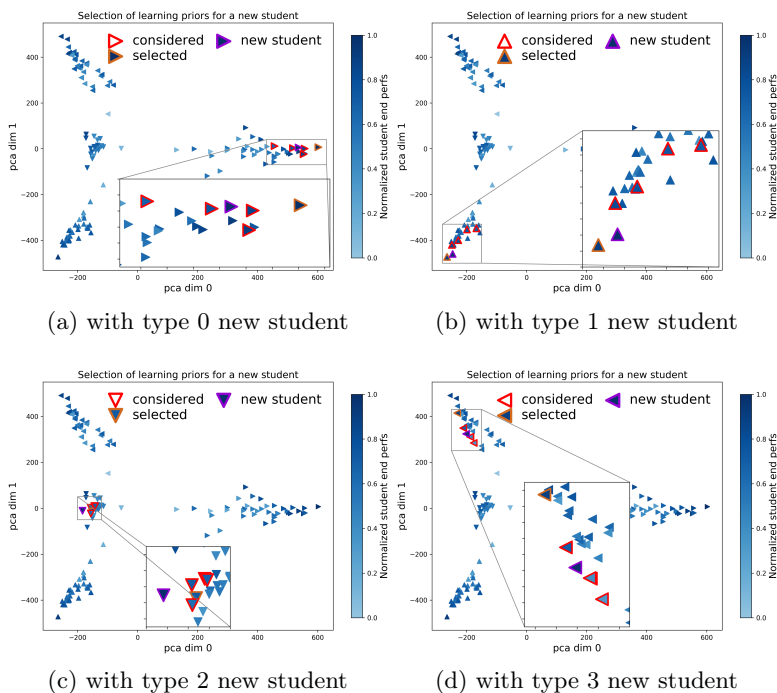 Selection of learning priors for a new student
considered
new student
selected
pca dim 1
400
200
0
−200
−400
−200
0
200
400
600
pca dim 0
1.0
0.8
0.6
0.4
0.2
0.0
Normalized student end perfs
(a) with type 0 new student
Selection of learning priors for a new student
considered
new student
selected
pca dim 1
400
200
0
−200
−400
−200
0
200
400
600
pca dim 0
1.0
0.8
0.6
0.4
0.2
0.0
Normalized student end perfs
(b) with type 1 new student
Selection of learning priors for a new student
considered
new student
selected
pca dim 1
400
200
0
−200
−400
−200
0
200
400
600
pca dim 0
1.0
0.8
0.6
0.4
0.2
0.0
Normalized student end perfs
(c) with type 2 new student
Selection of learning priors for a new student
considered
new student
selected
pca dim 1
400
200
0
−200
−400
−200
0
200
400
600
pca dim 0
1.0
0.8
0.6
0.4
0.2
0.0
Normalized student end perfs
(d) with type 3 new student